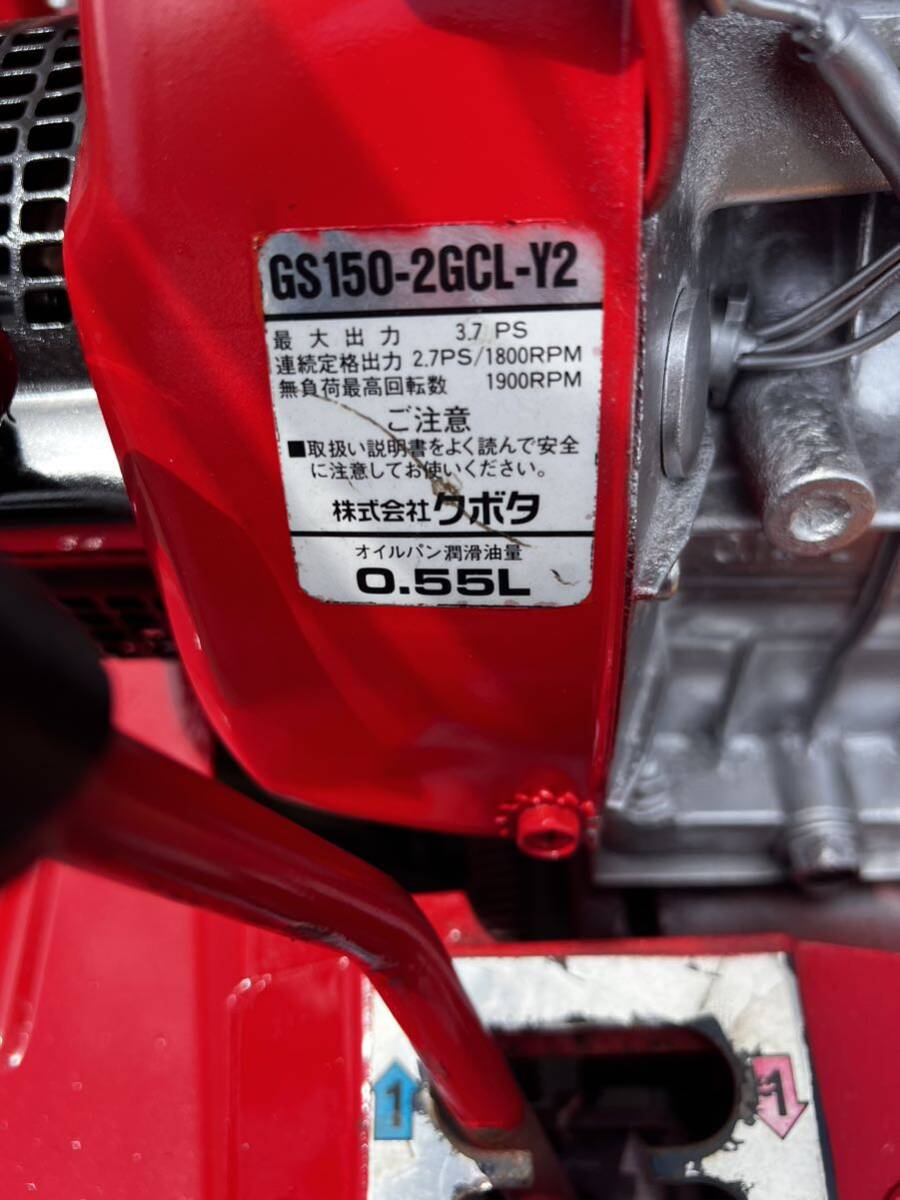 GS150-2GCL-Y2
最大出力 3.7 PS
連続定格出力 2.7PS/1800RPM
無負荷最高回転数 1900RPM
ご注意
■取扱い説明書をよく読んで安全
に注意してお使いください。
株式会社クボタ
オイルパン潤滑油量
0.55L
1 1